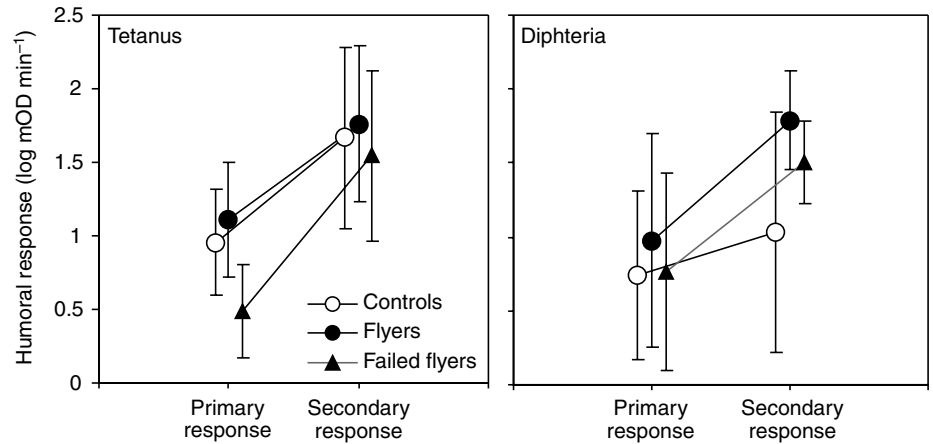 Humoral response (log mOD min⁻¹)
2.5
2
1.5
1
0.5
0
Tetanus
Controls
Flyers
Failed flyers
Primary
response
Secondary
response
Diphteria
Primary
response
Secondary
response